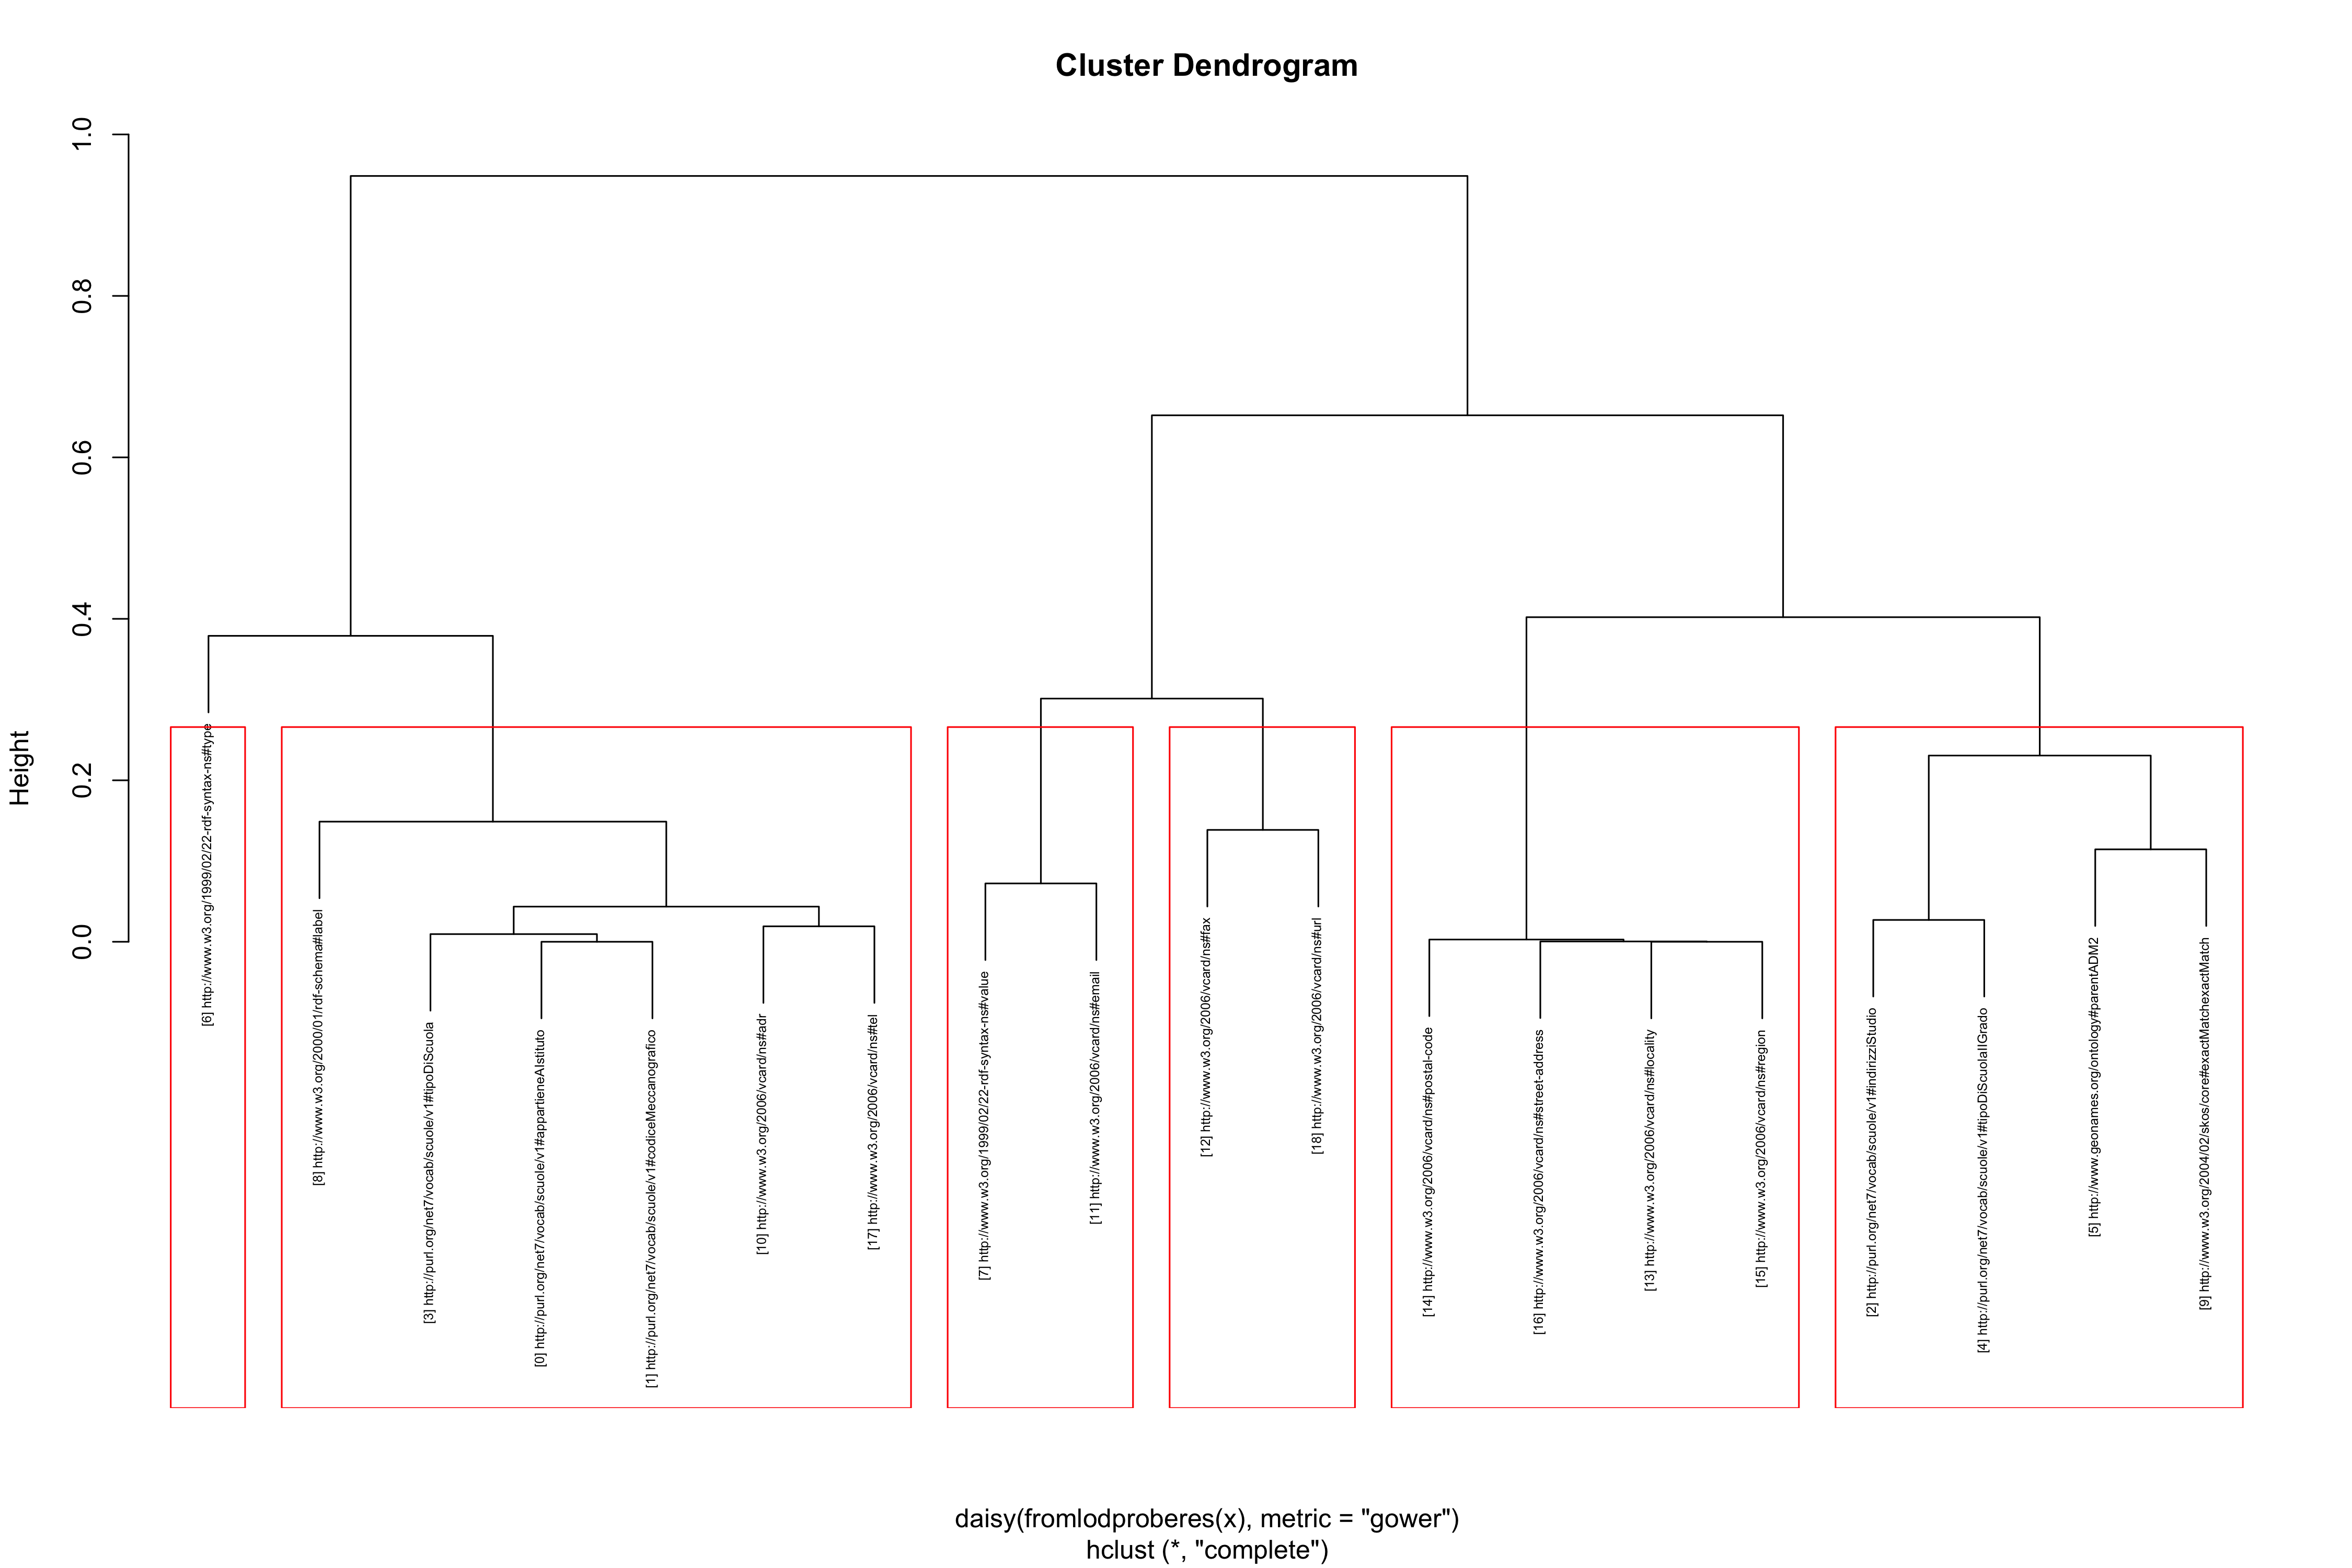 Cluster Dendrogram
Height
1.0
0.8
0.6
0.4
0.2
0.0
[6] http://www.w3.org/1999/02/22-rdf-syntax-ns#type
[8] http://www.w3.org/2000/01/rdf-schema#label
[3] http://purl.org/net7/vocab/scuole/v1#tipoDiScuola
[0] http://purl.org/net7/vocab/scuole/v1#appartieneAIstituto
[1] http://purl.org/net7/vocab/scuole/v1#codiceMeccanografico
[10] http://www.w3.org/2006/vcard/ns#adr
[17] http://www.w3.org/2006/vcard/ns#tel
[7] http://www.w3.org/1999/02/22-rdf-syntax-ns#value
[11] http://www.w3.org/2006/vcard/ns#email
[12] http://www.w3.org/2006/vcard/ns#fax
[18] http://www.w3.org/2006/vcard/ns#url
[14] http://www.w3.org/2006/vcard/ns#postal-code
[16] http://www.w3.org/2006/vcard/ns#street-address
[13] http://www.w3.org/2006/vcard/ns#locality
[15] http://www.w3.org/2006/vcard/ns#region
[2] http://purl.org/net7/vocab/scuole/v1#indirizziStudio
[4] http://purl.org/net7/vocab/scuole/v1#tipoDiScuolaIIGrado
[5] http://www.geonames.org/ontology#parentADM2
[9] http://www.w3.org/2004/02/skos/core#exactMatchexactMatch
daisy(fromlodproberes(x), metric = "gower")
hclust (*, "complete")